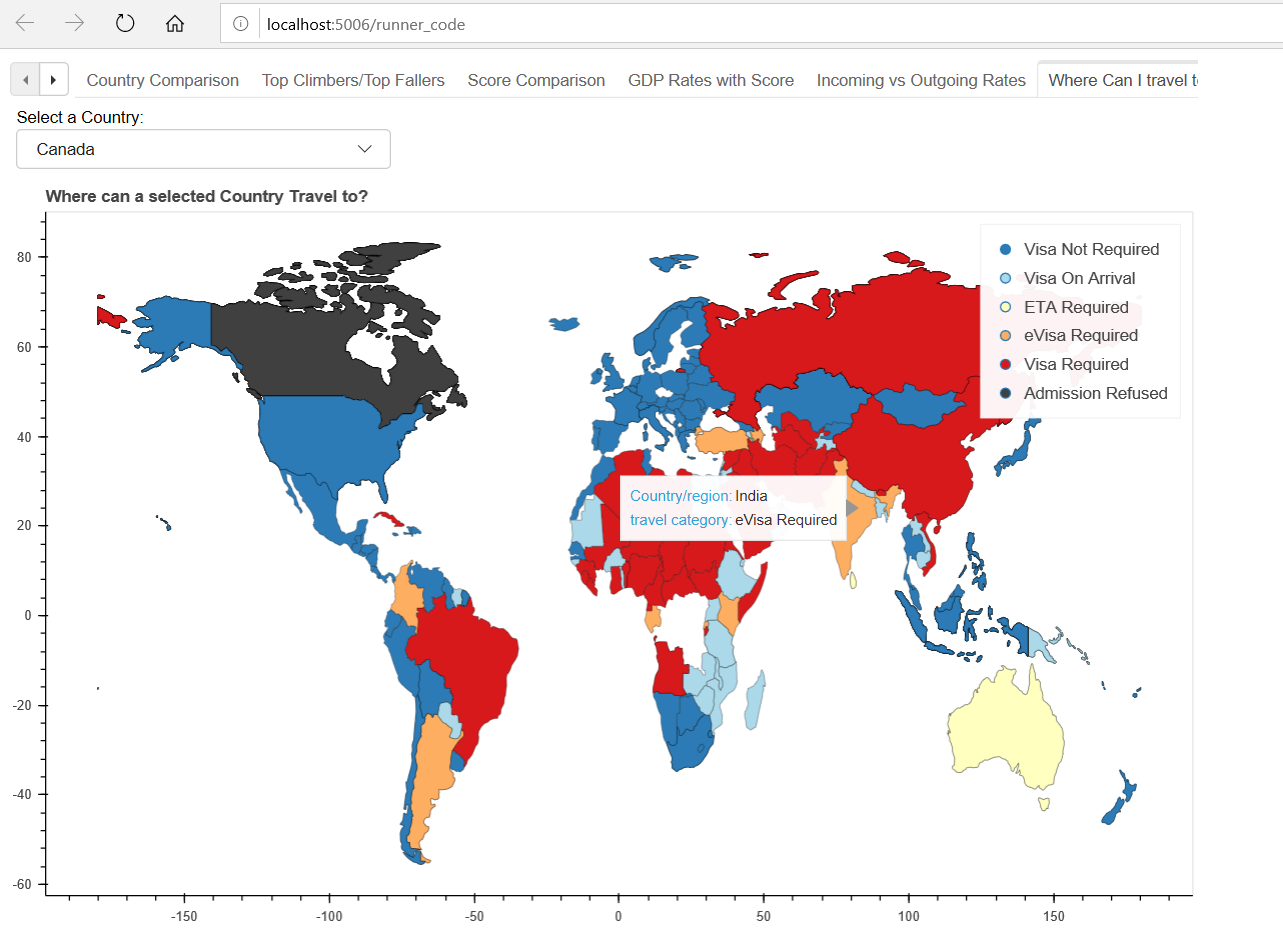 localhost:5006/runner_code
Country Comparison Top Climbers/Top Fallers Score Comparison GDP Rates with Score Incoming vs Outgoing Rates Where Can I travel t
Select a Country:
Canada
Where can a selected Country Travel to?
Visa Not Required
Visa On Arrival
ETA Required
eVisa Required
Visa Required
Admission Refused
Country/region: India
travel category: eVisa Required
80
60
40
20
0
-20
-40
-60
-150 -100 -50 0 50 100 150